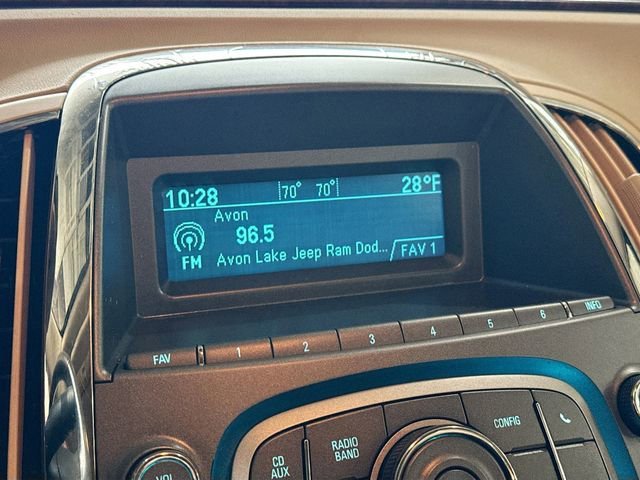 10:28 70° 70° 28°F
Avon
96.5
FM
Avon Lake Jeep Ram Dod...
FAV 1
FAV 1 2 3 4 5 6 INFO
CD AUX
RADIO BAND
CONFIG
VOL